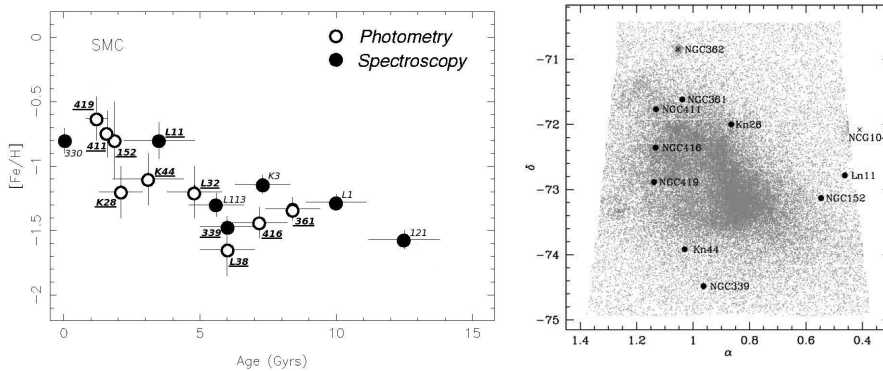 SMC
Photometry
Spectroscopy
0
−0.5
−1
−1.5
−2
[Fe/H]
419
411
330
152
L11
K44
K28
L32
K3
L113
L1
339
416
361
L38
121
0
5
10
15
Age (Gyrs)
−71
−72
−73
−74
−75
δ
NGC362
NGC361
NGC411
Kn28
NCG104
NGC416
Ln11
NGC419
NGC152
Kn44
NGC339
1.4
1.2
1
0.8
0.6
0.4
α